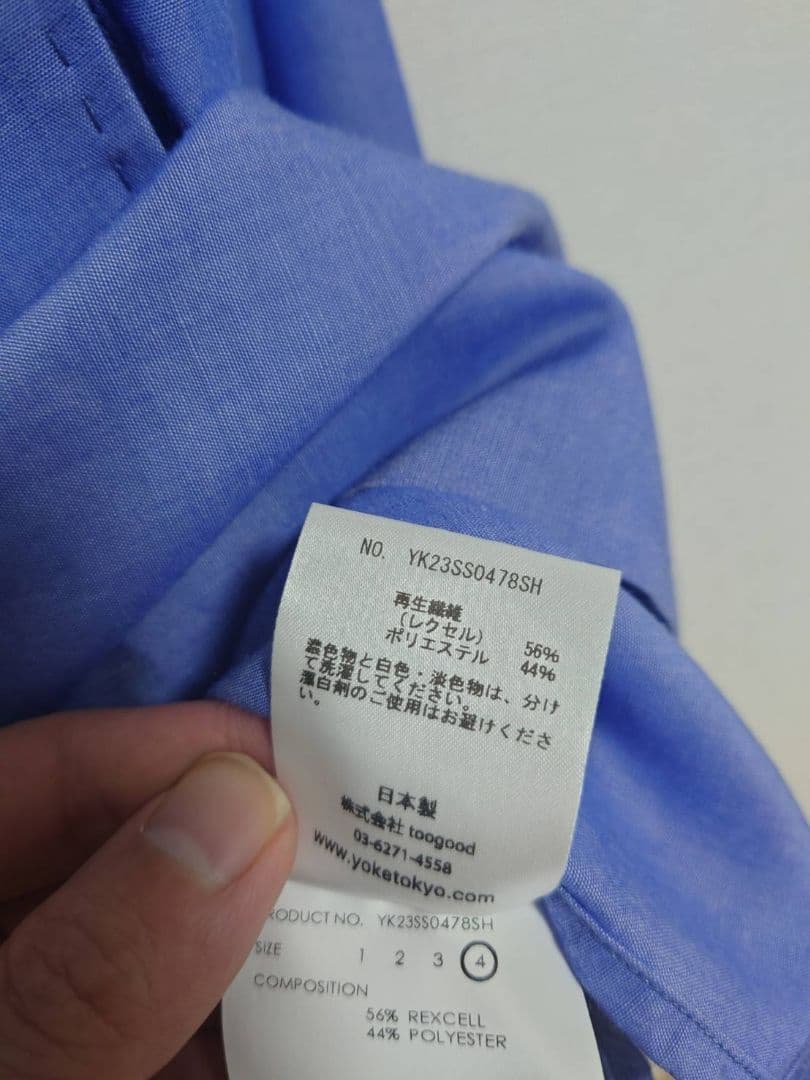 NO. YK23SS0478SH
再生繊維
(レクセル) 56%
ポリエステル 44%
濃色物と白色・淡色物は、分け
て洗濯してください。
漂白剤のご使用はお避けくださ
い。
日本製
株式会社 toogood
03-6271-4558
www.yoketokyo.com
RODUCT NO. YK23SS0478SH
SIZE 1 2 3 4
COMPOSITION
56% REXCELL
44% POLYESTER